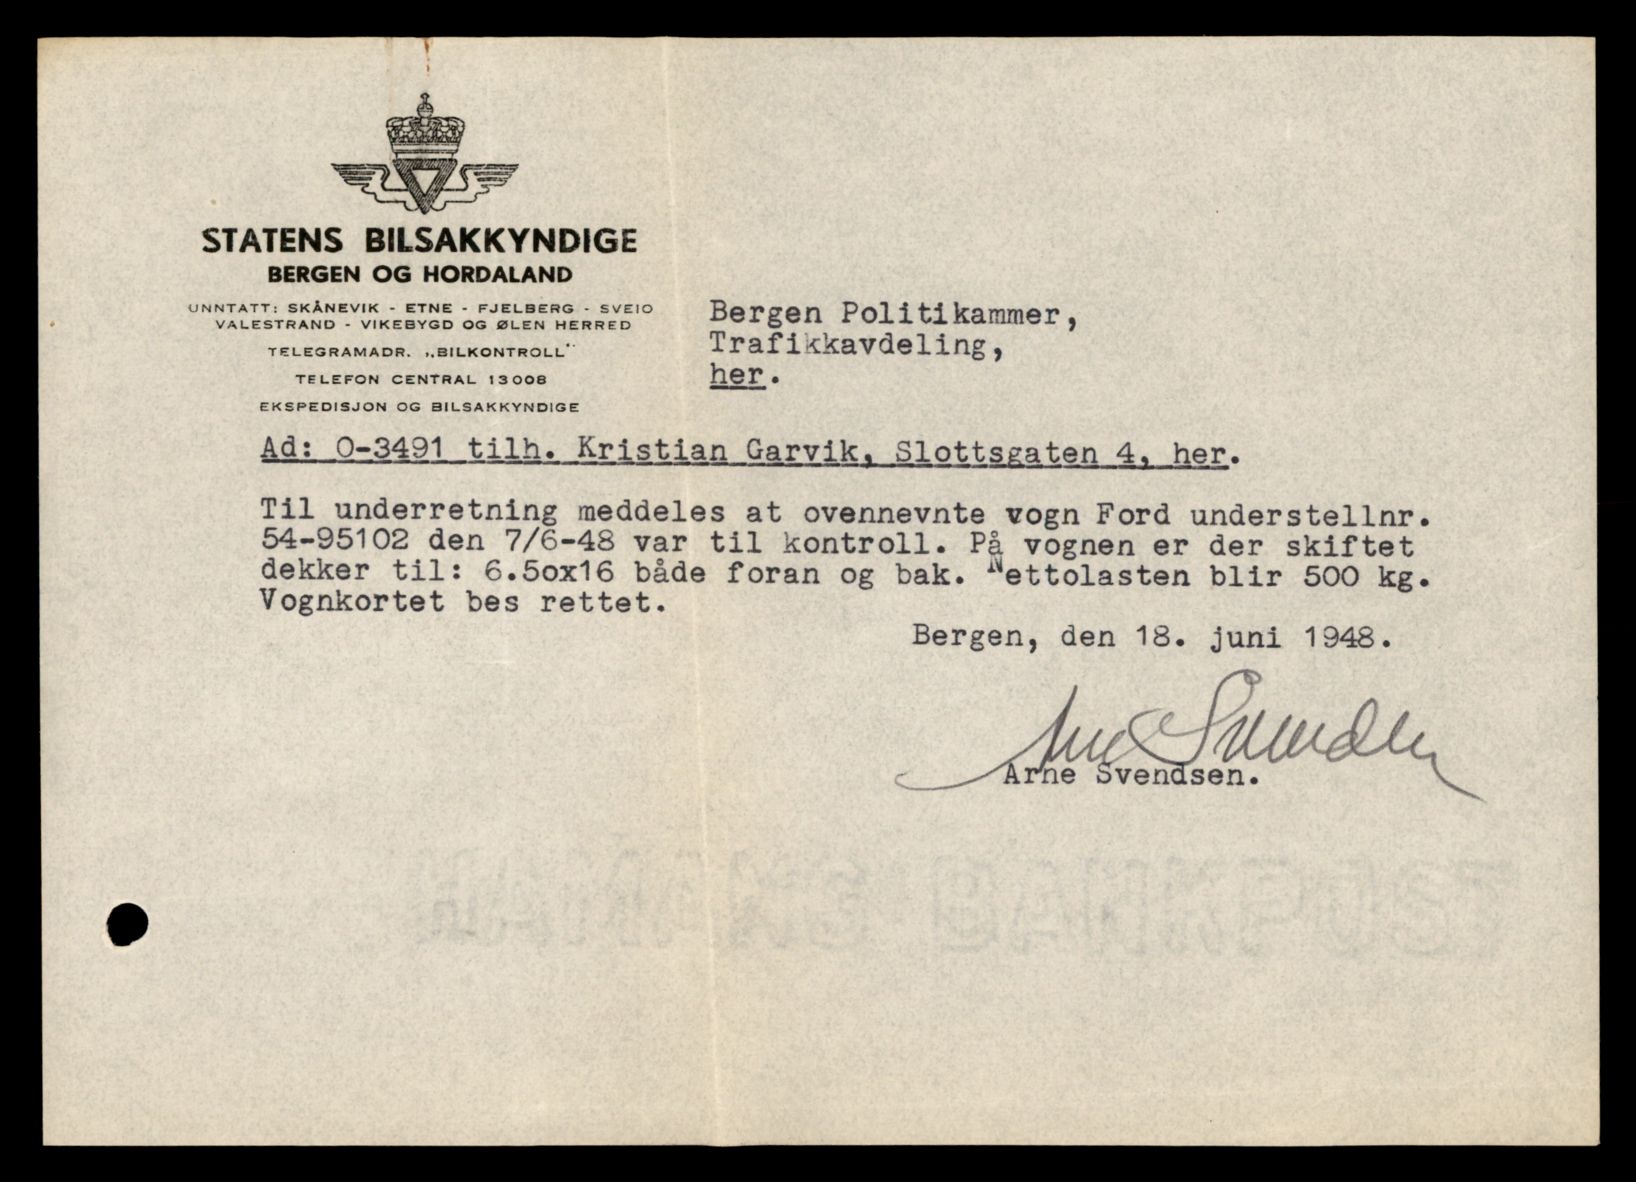 STATENS BILSAKKYNDIGE
BERGEN OG HORDALAND
UNNTATT: SKÅNEVIK - ETNE - FJELBERG - SVEIO
VALESTRAND - VIKEBYGD OG ØLEN HERRED
TELEGRAMADR. „BILKONTROLL"
TELEFON CENTRAL 13008
EKSPEDISJON OG BILSAKKYNDIGE
Bergen Politikammer,
Trafikkavdeling,
her.
Ad: O-3491 tilh. Kristian Garvik, Slottsgaten 4, her.
Til underretning meddeles at ovennevnte vogn Ford understellnr.
54-95102 den 7/6-48 var til kontroll. På vognen er der skiftet
dekker til: 6.5ox16 både foran og bak. Nettolasten blir 500 kg.
Vognkortet bes rettet.
Bergen, den 18. juni 1948.
Arne Svendsen
Arne Svendsen.